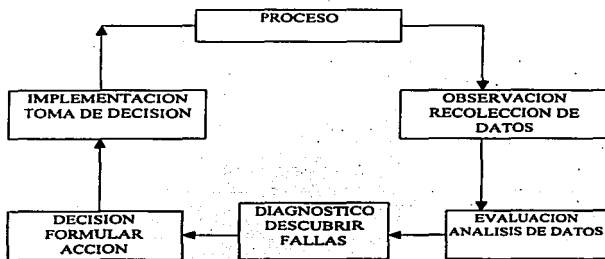 PROCESO
IMPLEMENTACION
TOMA DE DECISION
OBSERVACION
RECOLECCION DE
DATOS
DECISION
FORMULAR
ACCION
DIAGNOSTICO
DESCUBRIR
FALLAS
EVALUACION
ANALISIS DE DATOS